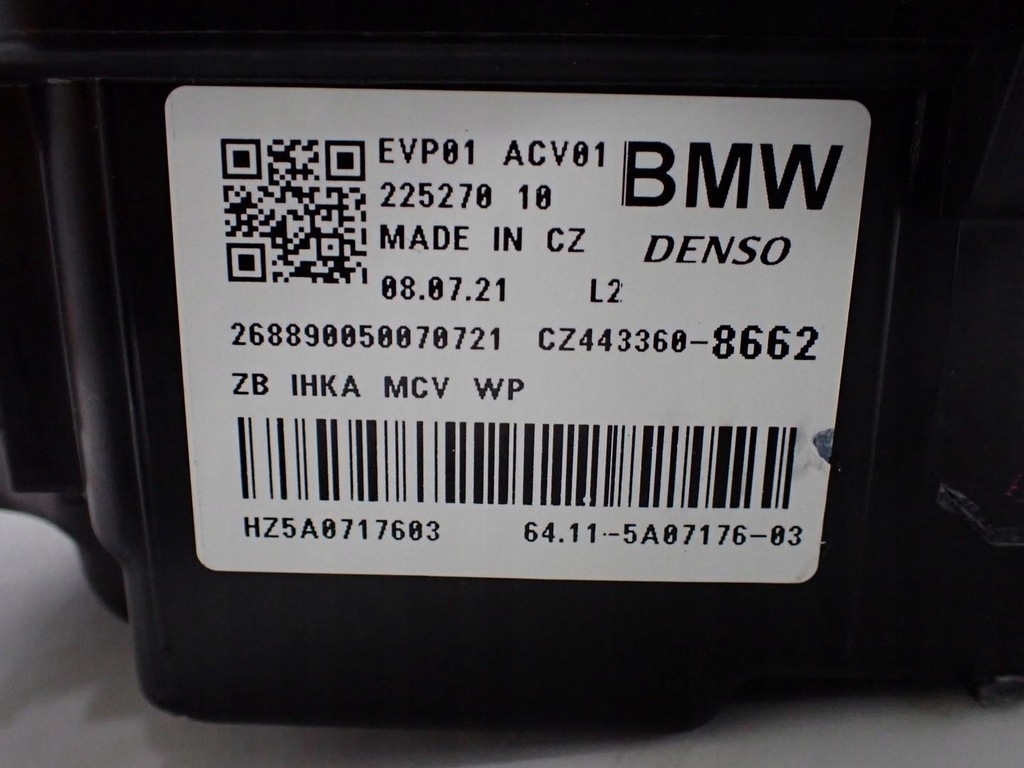 EVP01 ACV01
BMW
225270 10
MADE IN CZ
DENSO
08.07.21 L2
268890050070721 CZ443360-8662
ZB IHKA MCV WP
HZ5A0717603 64.11-5A07176-03